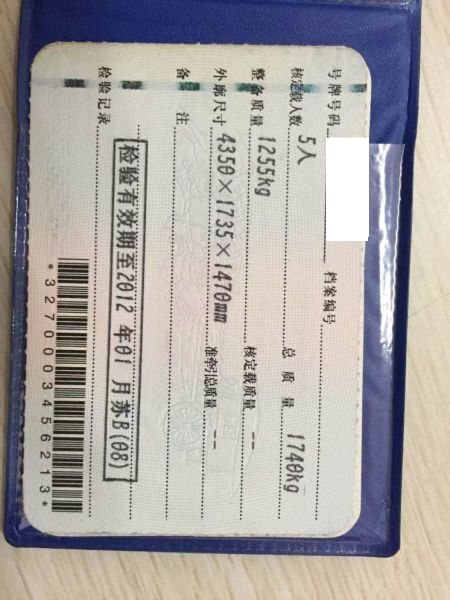 号牌号码 档案编号
核定载人数 5人 总质量 1740kg
整备质量 1255kg 核定载质量 --
外廓尺寸 4350×1735×1470mm 准牵引总质量 --
备注
检验记录 检验有效期至2012年01月苏B(08)
*3270003456213*